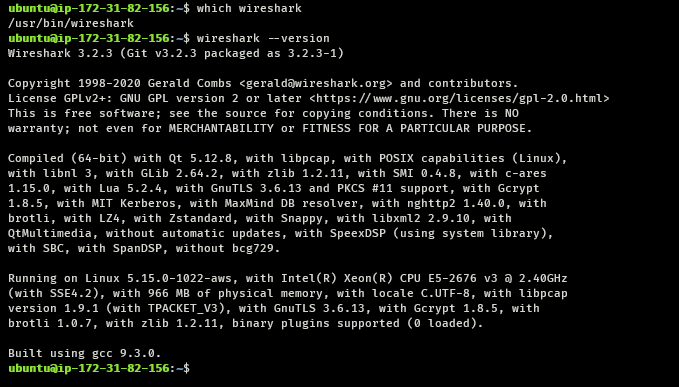 ubuntu@ip-172-31-82-156:~$ which wireshark
/usr/bin/wireshark
ubuntu@ip-172-31-82-156:~$ wireshark --version
Wireshark 3.2.3 (Git v3.2.3 packaged as 3.2.3-1)
Copyright 1998-2020 Gerald Combs <gerald@wireshark.org> and contributors.
License GPLv2+: GNU GPL version 2 or later <https://www.gnu.org/licenses/gpl-2.0.html>
This is free software; see the source for copying conditions. There is NO
warranty; not even for MERCHANTABILITY or FITNESS FOR A PARTICULAR PURPOSE.
Compiled (64-bit) with Qt 5.12.8, with libpcap, with POSIX capabilities (Linux),
with libnl 3, with GLib 2.64.2, with zlib 1.2.11, with SMI 0.4.8, with c-ares
1.15.0, with Lua 5.2.4, with GnuTLS 3.6.13 and PKCS #11 support, with Gcrypt
1.8.5, with MIT Kerberos, with MaxMind DB resolver, with nghttp2 1.40.0, with
brotli, with LZ4, with Zstandard, with Snappy, with libxml2 2.9.10, with
QtMultimedia, without automatic updates, with SpeexDSP (using system library),
with SBC, with SpanDSP, without bcg729.
Running on Linux 5.15.0-1022-aws, with Intel(R) Xeon(R) CPU E5-2676 v3 @ 2.40GHz
(with SSE4.2), with 966 MB of physical memory, with locale C.UTF-8, with libpcap
version 1.9.1 (with TPACKET_V3), with GnuTLS 3.6.13, with Gcrypt 1.8.5, with
brotli 1.0.7, with zlib 1.2.11, binary plugins supported (0 loaded).
Built using gcc 9.3.0.
ubuntu@ip-172-31-82-156:~$